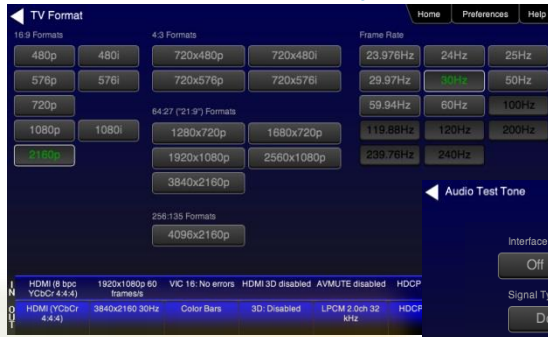 TV Format
Home Preferences Help
16:9 Formats 4:3 Formats Frame Rate
480p 480i 720x480p 720x480i 23.976Hz 24Hz 25Hz
576p 576i 720x576p 720x576i 29.97Hz 30Hz 50Hz
720p 59.94Hz 60Hz 100Hz
64:27 ("21:9") Formats
1080p 1080i 1280x720p 1680x720p 119.88Hz 120Hz 200Hz
2160p 1920x1080p 2560x1080p 239.76Hz 240Hz
3840x2160p
256:135 Formats
4096x2160p
IN HDMI (8 bpc YCbCr 4:4:4) 1920x1080p 60 frames/s VIC 16: No errors HDMI 3D disabled AVMUTE disabled HDCP
OUT HDMI (YCbCr 4:4:4) 3840x2160 30Hz Color Bars 3D: Disabled LPCM 2.0ch 32 kHz HDCP
Audio Test Tone
Interface
Off
Signal Ty